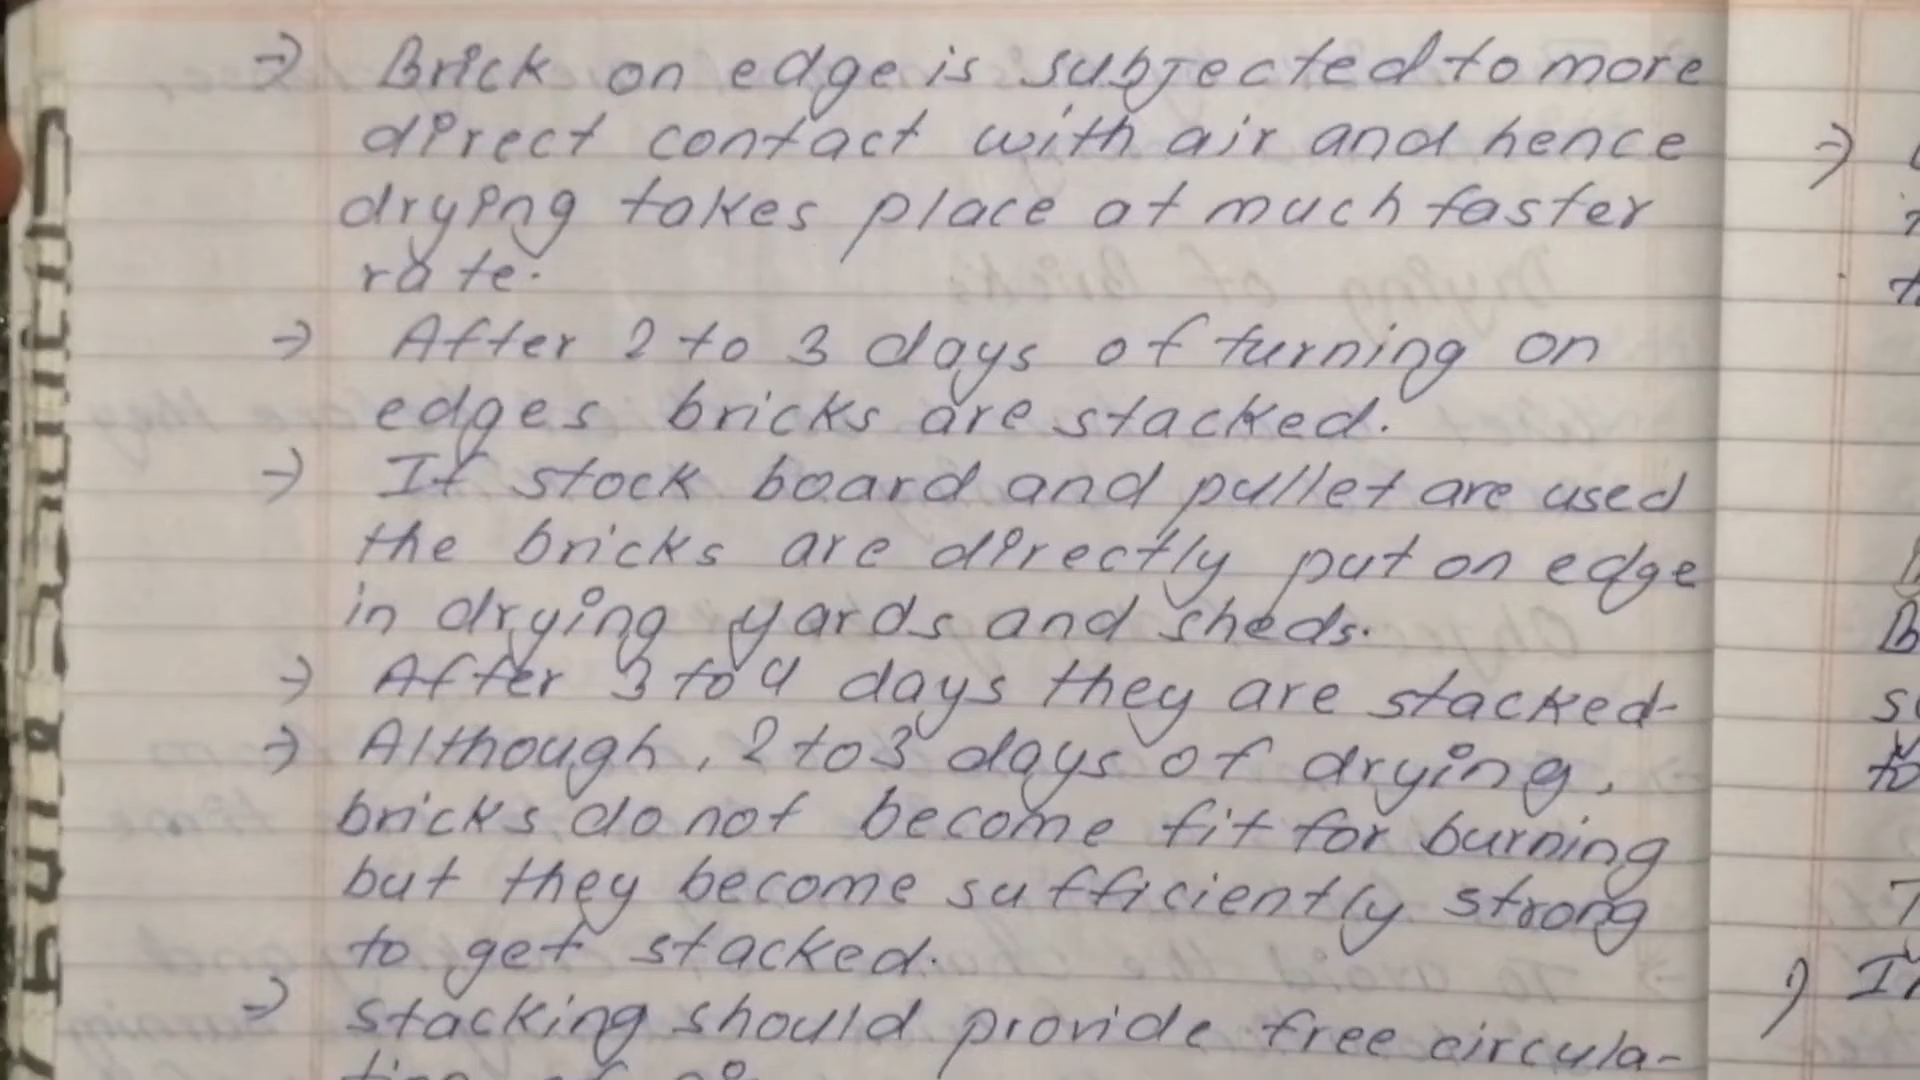 → Brick on edge is subjected to more
direct contact with air and hence
drying takes place at much faster
rate.
→ After 2 to 3 days of turning on
edges bricks are stacked.
→ If stock board and pullet are used
the bricks are directly put on edge
in drying yards and sheds.
→ After 3 to 4 days they are stacked-
→ Although, 2 to 3 days of drying,
bricks do not become fit for burning
but they become sufficiently strong
to get stacked.
→ stacking should provide free circula-